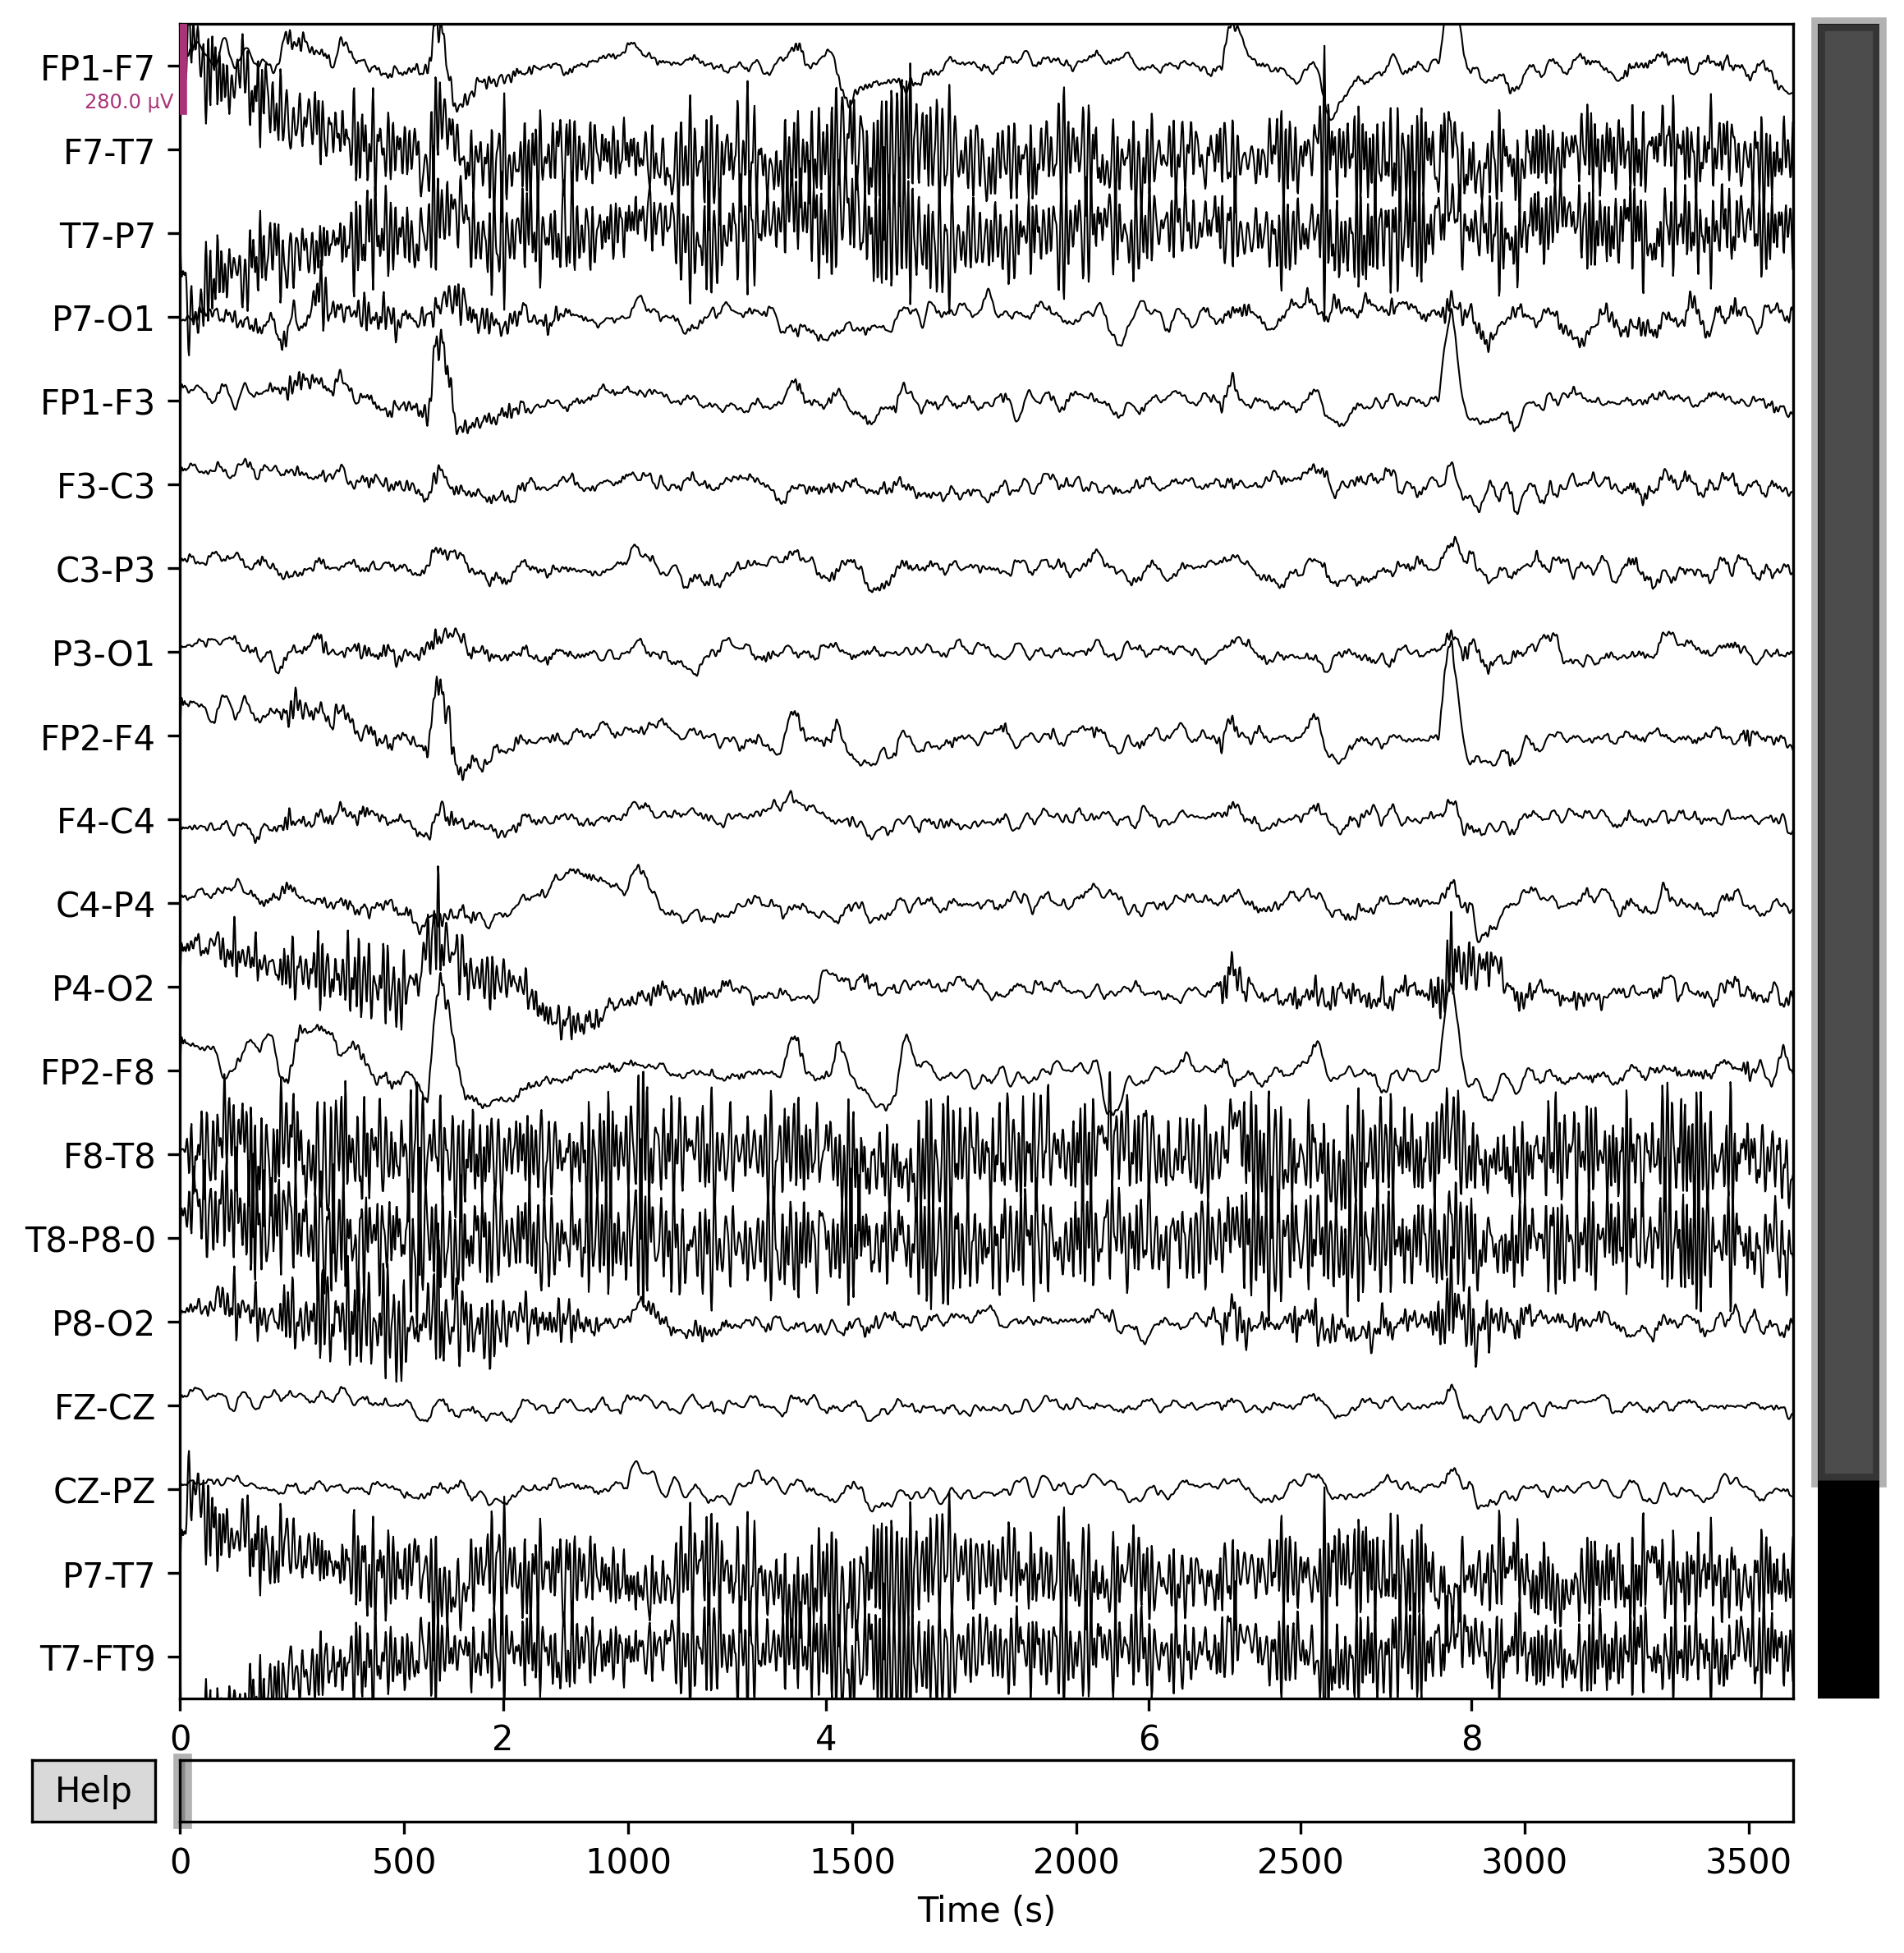 FP1-F7
280.0 µV
F7-T7
T7-P7
P7-O1
FP1-F3
F3-C3
C3-P3
P3-O1
FP2-F4
F4-C4
C4-P4
P4-O2
FP2-F8
F8-T8
T8-P8-0
P8-O2
FZ-CZ
CZ-PZ
P7-T7
T7-FT9
0 2 4 6 8
Help
0 500 1000 1500 2000 2500 3000 3500
Time (s)